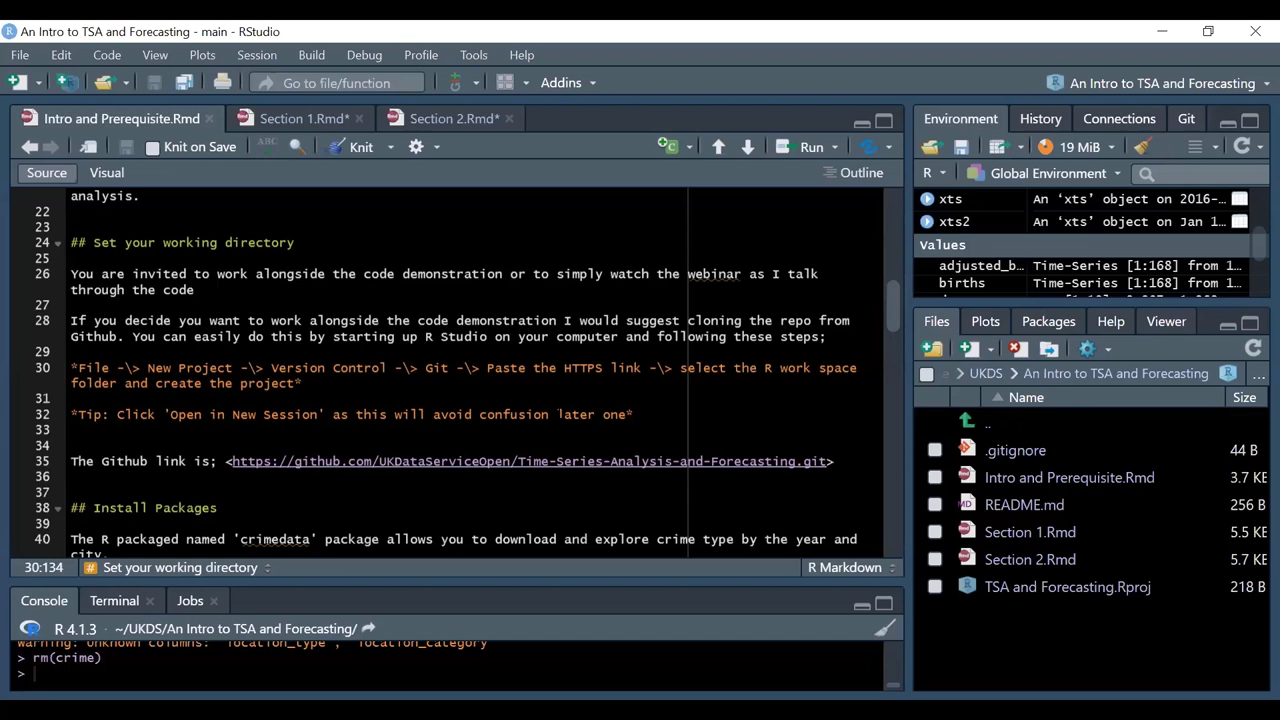 An Intro to TSA and Forecasting - main - RStudio
File Edit Code View Plots Session Build Debug Profile Tools Help
Go to file/function Addins An Intro to TSA and Forecasting
Intro and Prerequisite.Rmd Section 1.Rmd* Section 2.Rmd*
Knit on Save ABC Knit Run
Source Visual Outline
analysis.
22
23
24 ## Set your working directory
25
26 You are invited to work alongside the code demonstration or to simply watch the webinar as I talk
through the code
27
28 If you decide you want to work alongside the code demonstration I would suggest cloning the repo from
Github. You can easily do this by starting up R Studio on your computer and following these steps;
29
30 *File -\> New Project -\> Version Control -\> Git -\> Paste the HTTPS link -\> select the R work space
folder and create the project*
31
32 *Tip: Click 'Open in New Session' as this will avoid confusion later one*
33
34
35 The Github link is; <https://github.com/UKDataServiceOpen/Time-Series-Analysis-and-Forecasting.git>
36
37
38 ## Install Packages
39
40 The R packaged named 'crimedata' package allows you to download and explore crime type by the year and
city.
30:134 # Set your working directory R Markdown
Console Terminal Jobs
R 4.1.3 · ~/UKDS/An Intro to TSA and Forecasting/
Warning: Unknown columns: `location_type`, `location_category`
> rm(crime)
>
Environment History Connections Git
19 MiB
R Global Environment
xts An ‘xts’ object on 2016-…
xts2 An ‘xts’ object on Jan 1…
Values
adjusted_b… Time-Series [1:168] from 1…
births Time-Series [1:168] from 1…
Files Plots Packages Help Viewer
UKDS An Intro to TSA and Forecasting R ...
Name Size
..
.gitignore 44 B
Intro and Prerequisite.Rmd 3.7 KB
README.md 256 B
Section 1.Rmd 5.5 KB
Section 2.Rmd 5.7 KB
TSA and Forecasting.Rproj 218 B